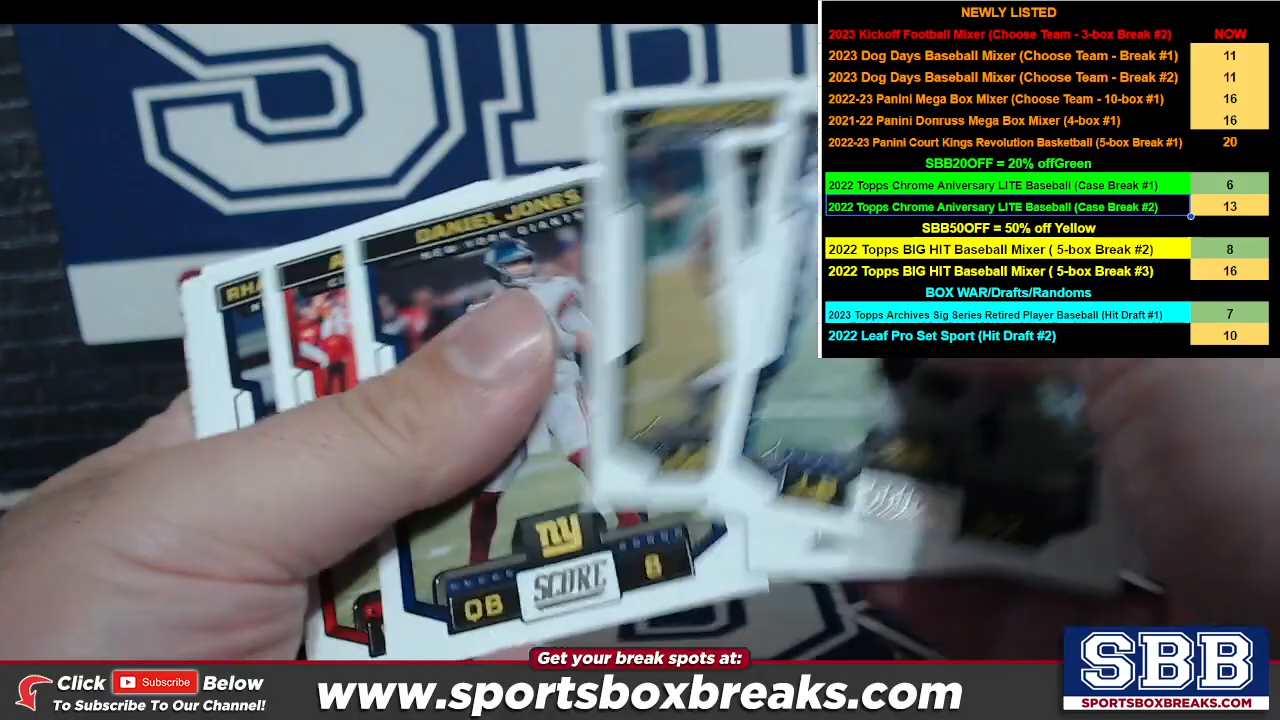 NEWLY LISTED
2023 Kickoff Football Mixer (Choose Team - 3-box Break #2) NOW
2023 Dog Days Baseball Mixer (Choose Team - Break #1) 11
2023 Dog Days Baseball Mixer (Choose Team - Break #2) 11
2022-23 Panini Mega Box Mixer (Choose Team - 10-box #1) 16
2021-22 Panini Donruss Mega Box Mixer (4-box #1) 16
2022-23 Panini Court Kings Revolution Basketball (5-box Break #1) 20
SBB20OFF = 20% offGreen
2022 Topps Chrome Aniversary LITE Baseball (Case Break #1) 6
2022 Topps Chrome Aniversary LITE Baseball (Case Break #2) 13
SBB50OFF = 50% off Yellow
2022 Topps BIG HIT Baseball Mixer ( 5-box Break #2) 8
2022 Topps BIG HIT Baseball Mixer ( 5-box Break #3) 16
BOX WAR/Drafts/Randoms
2023 Topps Archives Sig Series Retired Player Baseball (Hit Draft #1) 7
2022 Leaf Pro Set Sport (Hit Draft #2) 10
DANIEL JONES
NEW YORK GIANTS
ny
QB SCORE 8
Get your break spots at:
Click Subscribe Below
To Subscribe To Our Channel!
www.sportsboxbreaks.com
SBB
SPORTSBOXBREAKS.COM